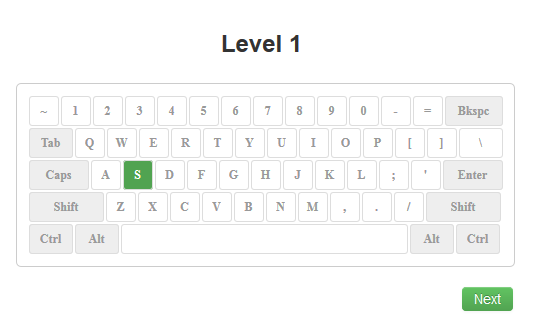 Level 1
~ 1 2 3 4 5 6 7 8 9 0 - = Bkspc
Tab Q W E R T Y U I O P [ ] \
Caps A S D F G H J K L ; ' Enter
Shift Z X C V B N M , . / Shift
Ctrl Alt Alt Ctrl
Next